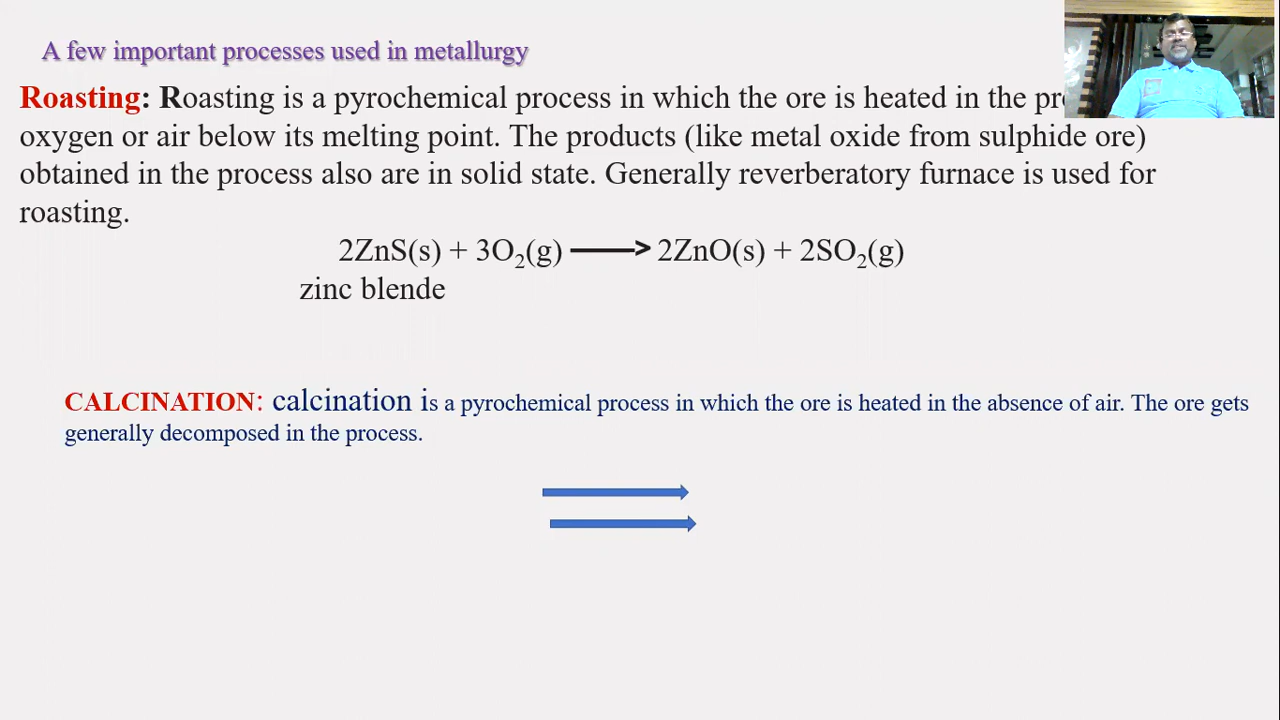 A few important processes used in metallurgy
Roasting: Roasting is a pyrochemical process in which the ore is heated in the
oxygen or air below its melting point. The products (like metal oxide from sulphide ore)
obtained in the process also are in solid state. Generally reverberatory furnace is used for
roasting.
2ZnS(s) + 3O₂(g) ⟶ 2ZnO(s) + 2SO₂(g)
zinc blende
CALCINATION: calcination is a pyrochemical process in which the ore is heated in the absence of air. The ore gets
generally decomposed in the process.